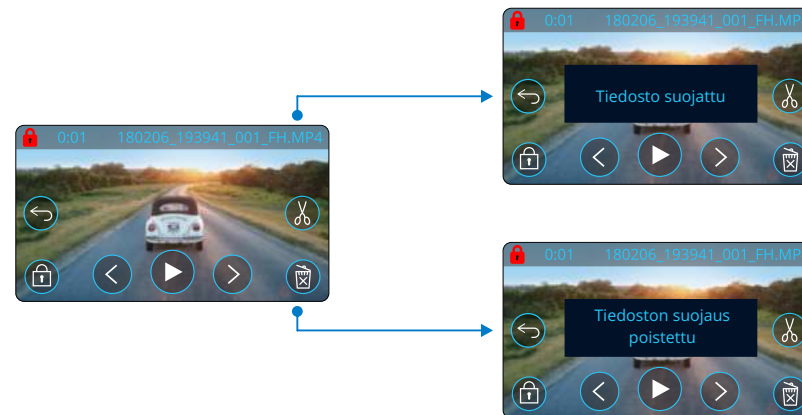 0:01 180206_193941_001_FH.MP4
0:01 180206_193941_001_FH.MP
Tiedosto suojattu
0:01 180206_193941_001_FH.MP
Tiedoston suojaus
poistettu